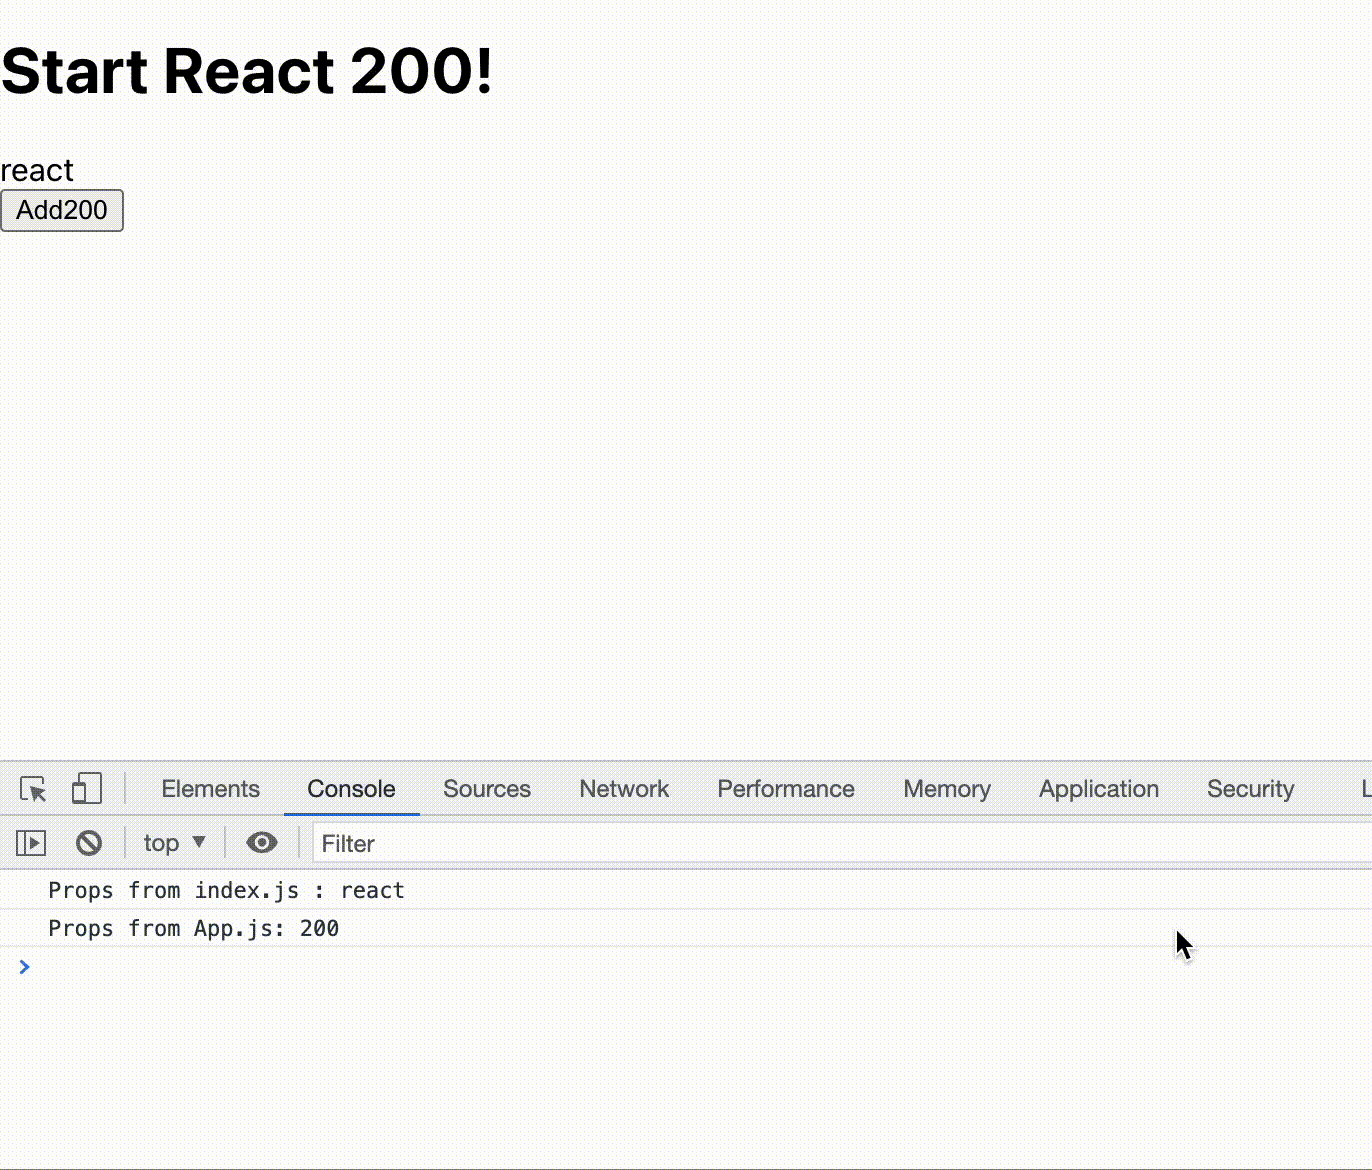 Start React 200!
react
Add200
Elements Console Sources Network Performance Memory Application Security L
top ▼ Filter
Props from index.js : react
Props from App.js: 200
>